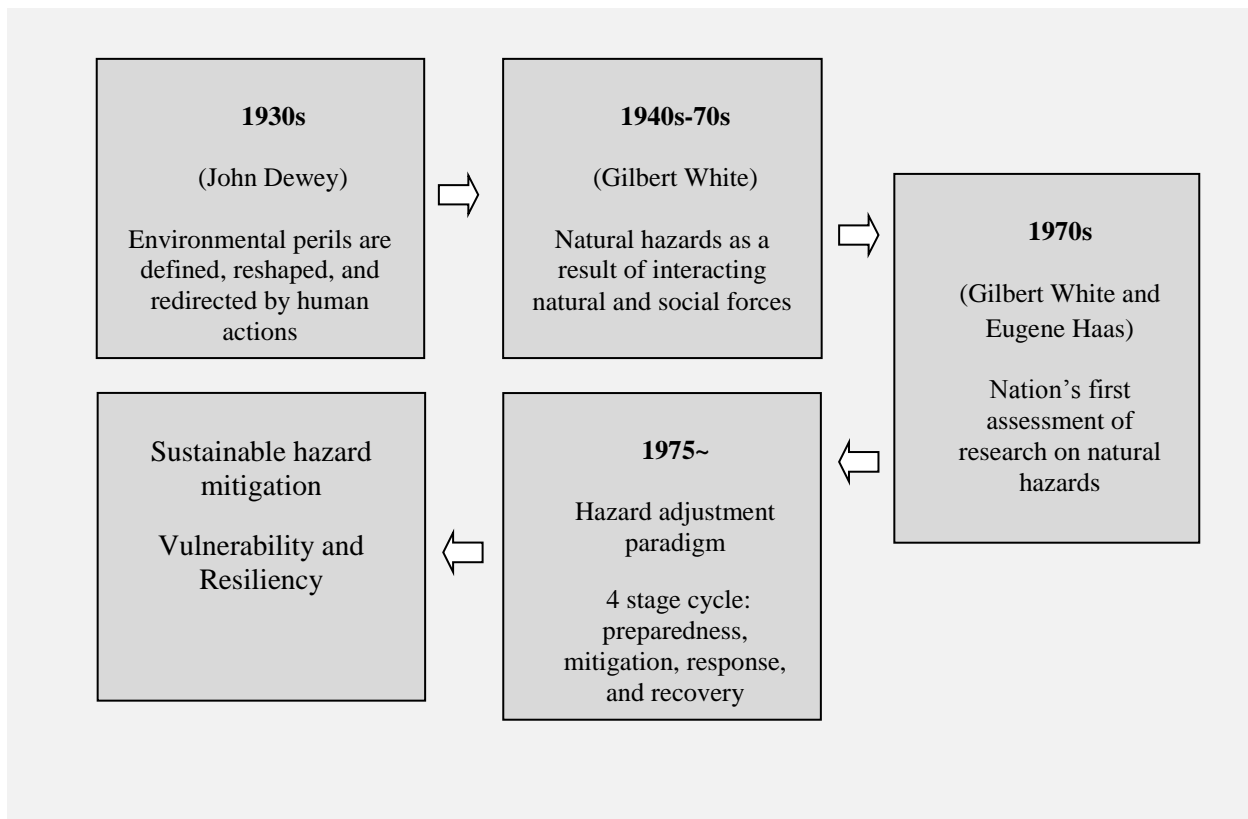 1930s
(John Dewey)
Environmental perils are
defined, reshaped, and
redirected by human
actions
1940s-70s
(Gilbert White)
Natural hazards as a
result of interacting
natural and social forces
1970s
(Gilbert White and
Eugene Haas)
Nation’s first
assessment of
research on natural
hazards
1975~
Hazard adjustment
paradigm
4 stage cycle:
preparedness,
mitigation, response,
and recovery
Sustainable hazard
mitigation
Vulnerability and
Resiliency